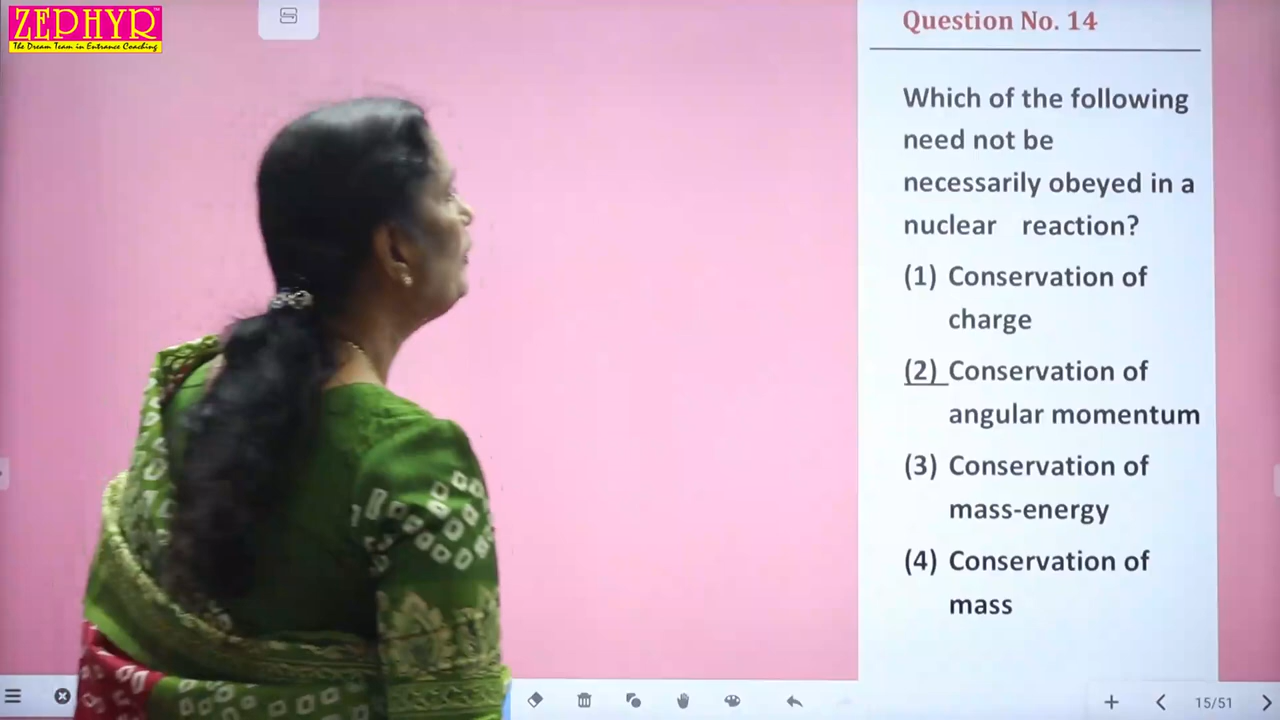 ZEPHYR
The Dream Team in Entrance Coaching
Question No. 14
Which of the following
need not be
necessarily obeyed in a
nuclear reaction?
(1) Conservation of
charge
(2) Conservation of
angular momentum
(3) Conservation of
mass-energy
(4) Conservation of
mass
15/51